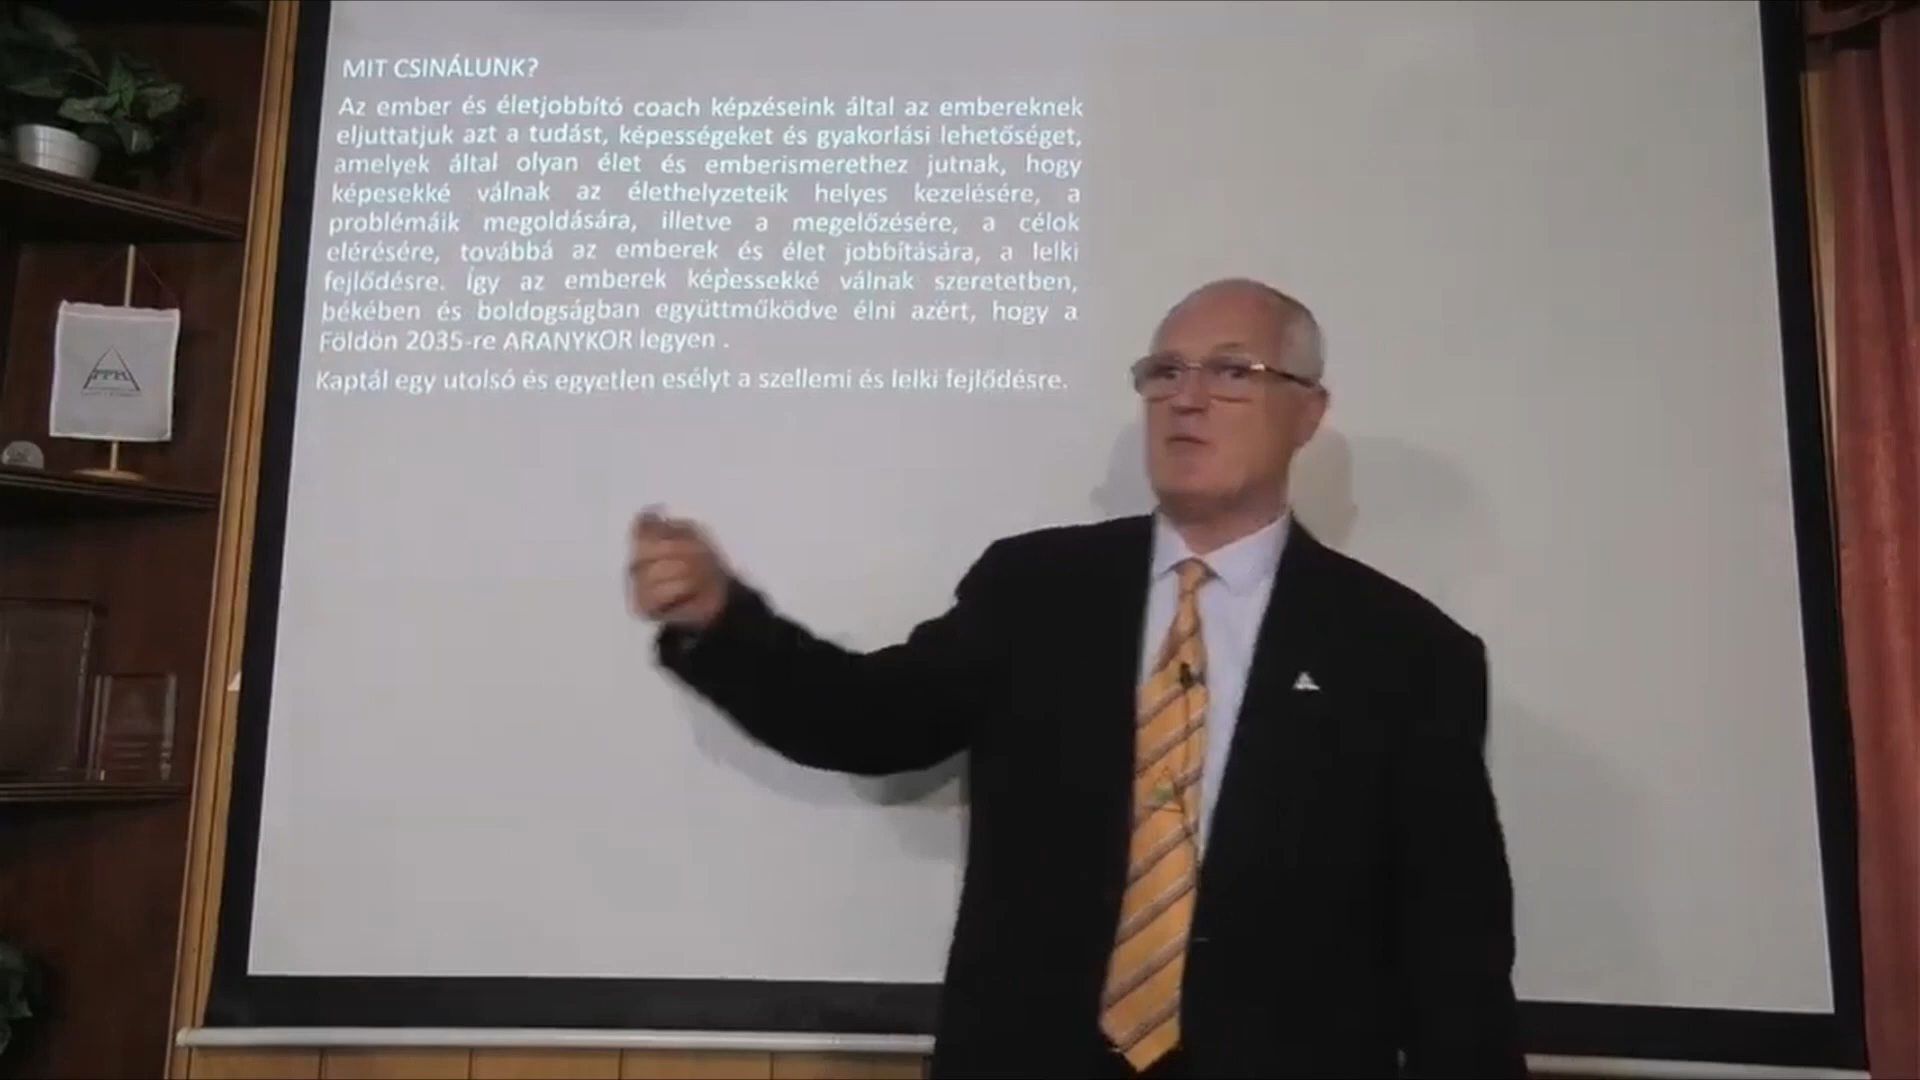 MIT CSINÁLUNK?
Az ember és életjobbító coach képzéseink által az embereknek
eljuttatjuk azt a tudást, képességeket és gyakorlási lehetőséget,
amelyek által olyan élet és emberismerethez jutnak, hogy
képesekké válnak az élethelyzeteik helyes kezelésére, a
problémáik megoldására, illetve a megelőzésére, a célok
elérésére, továbbá az emberek és élet jobbítására, a lelki
fejlődésre. Így az emberek képessekké válnak szeretetben,
békében és boldogságban együttműködve élni azért, hogy a
Földön 2035-re ARANYKOR legyen .
Kaptál egy utolsó és egyetlen esélyt a szellemi és lelki fejlődésre.